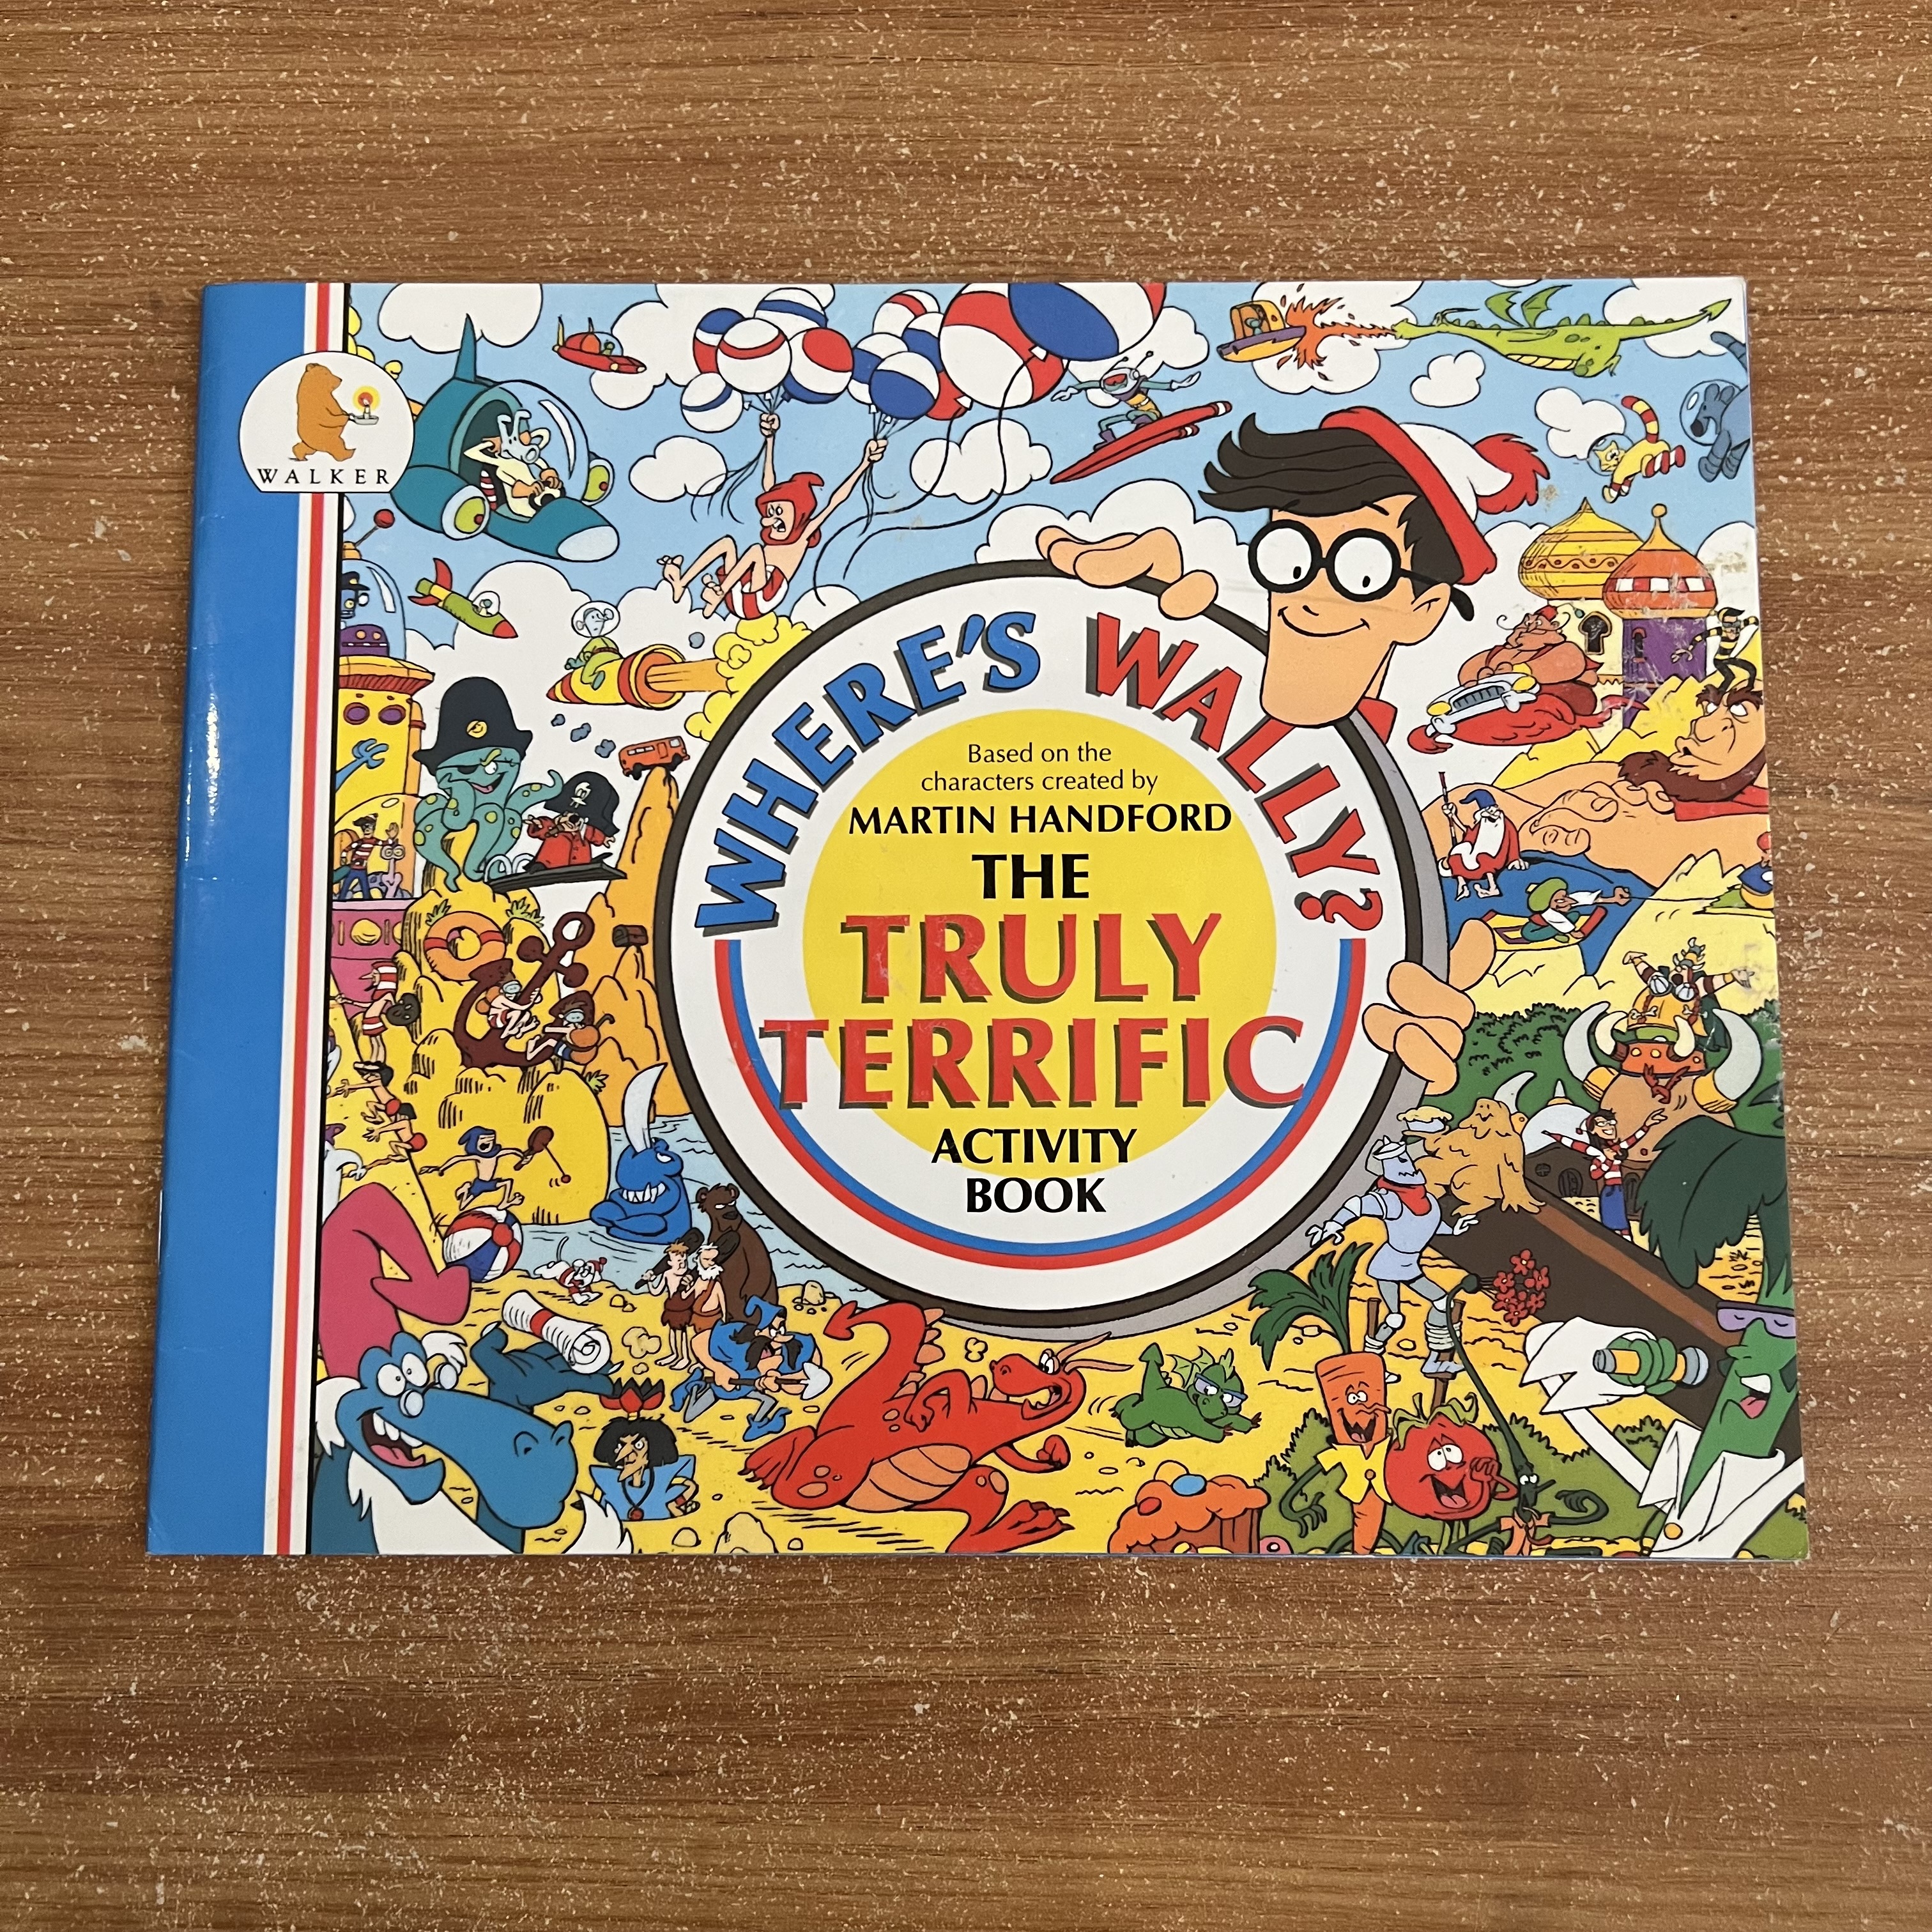 WALKER
WHERE'S WALLY?
Based on the
characters created by
MARTIN HANDFORD
THE
TRULY
TERRIFIC
ACTIVITY
BOOK